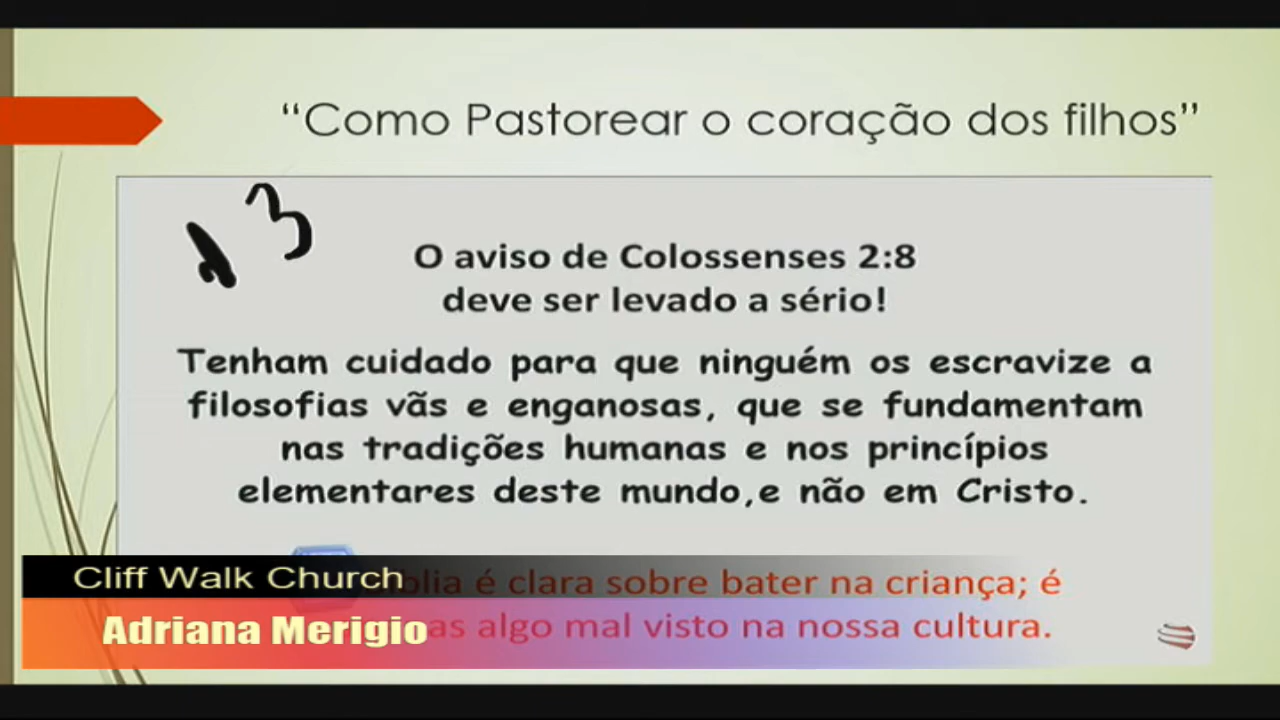 “Como Pastorear o coração dos filhos”
O aviso de Colossenses 2:8
deve ser levado a sério!
Tenham cuidado para que ninguém os escravize a
filosofias vãs e enganosas, que se fundamentam
nas tradições humanas e nos princípios
elementares deste mundo,e não em Cristo.
é clara sobre bater na criança; é
algo mal visto na nossa cultura.
Cliff Walk Church
Adriana Merigio